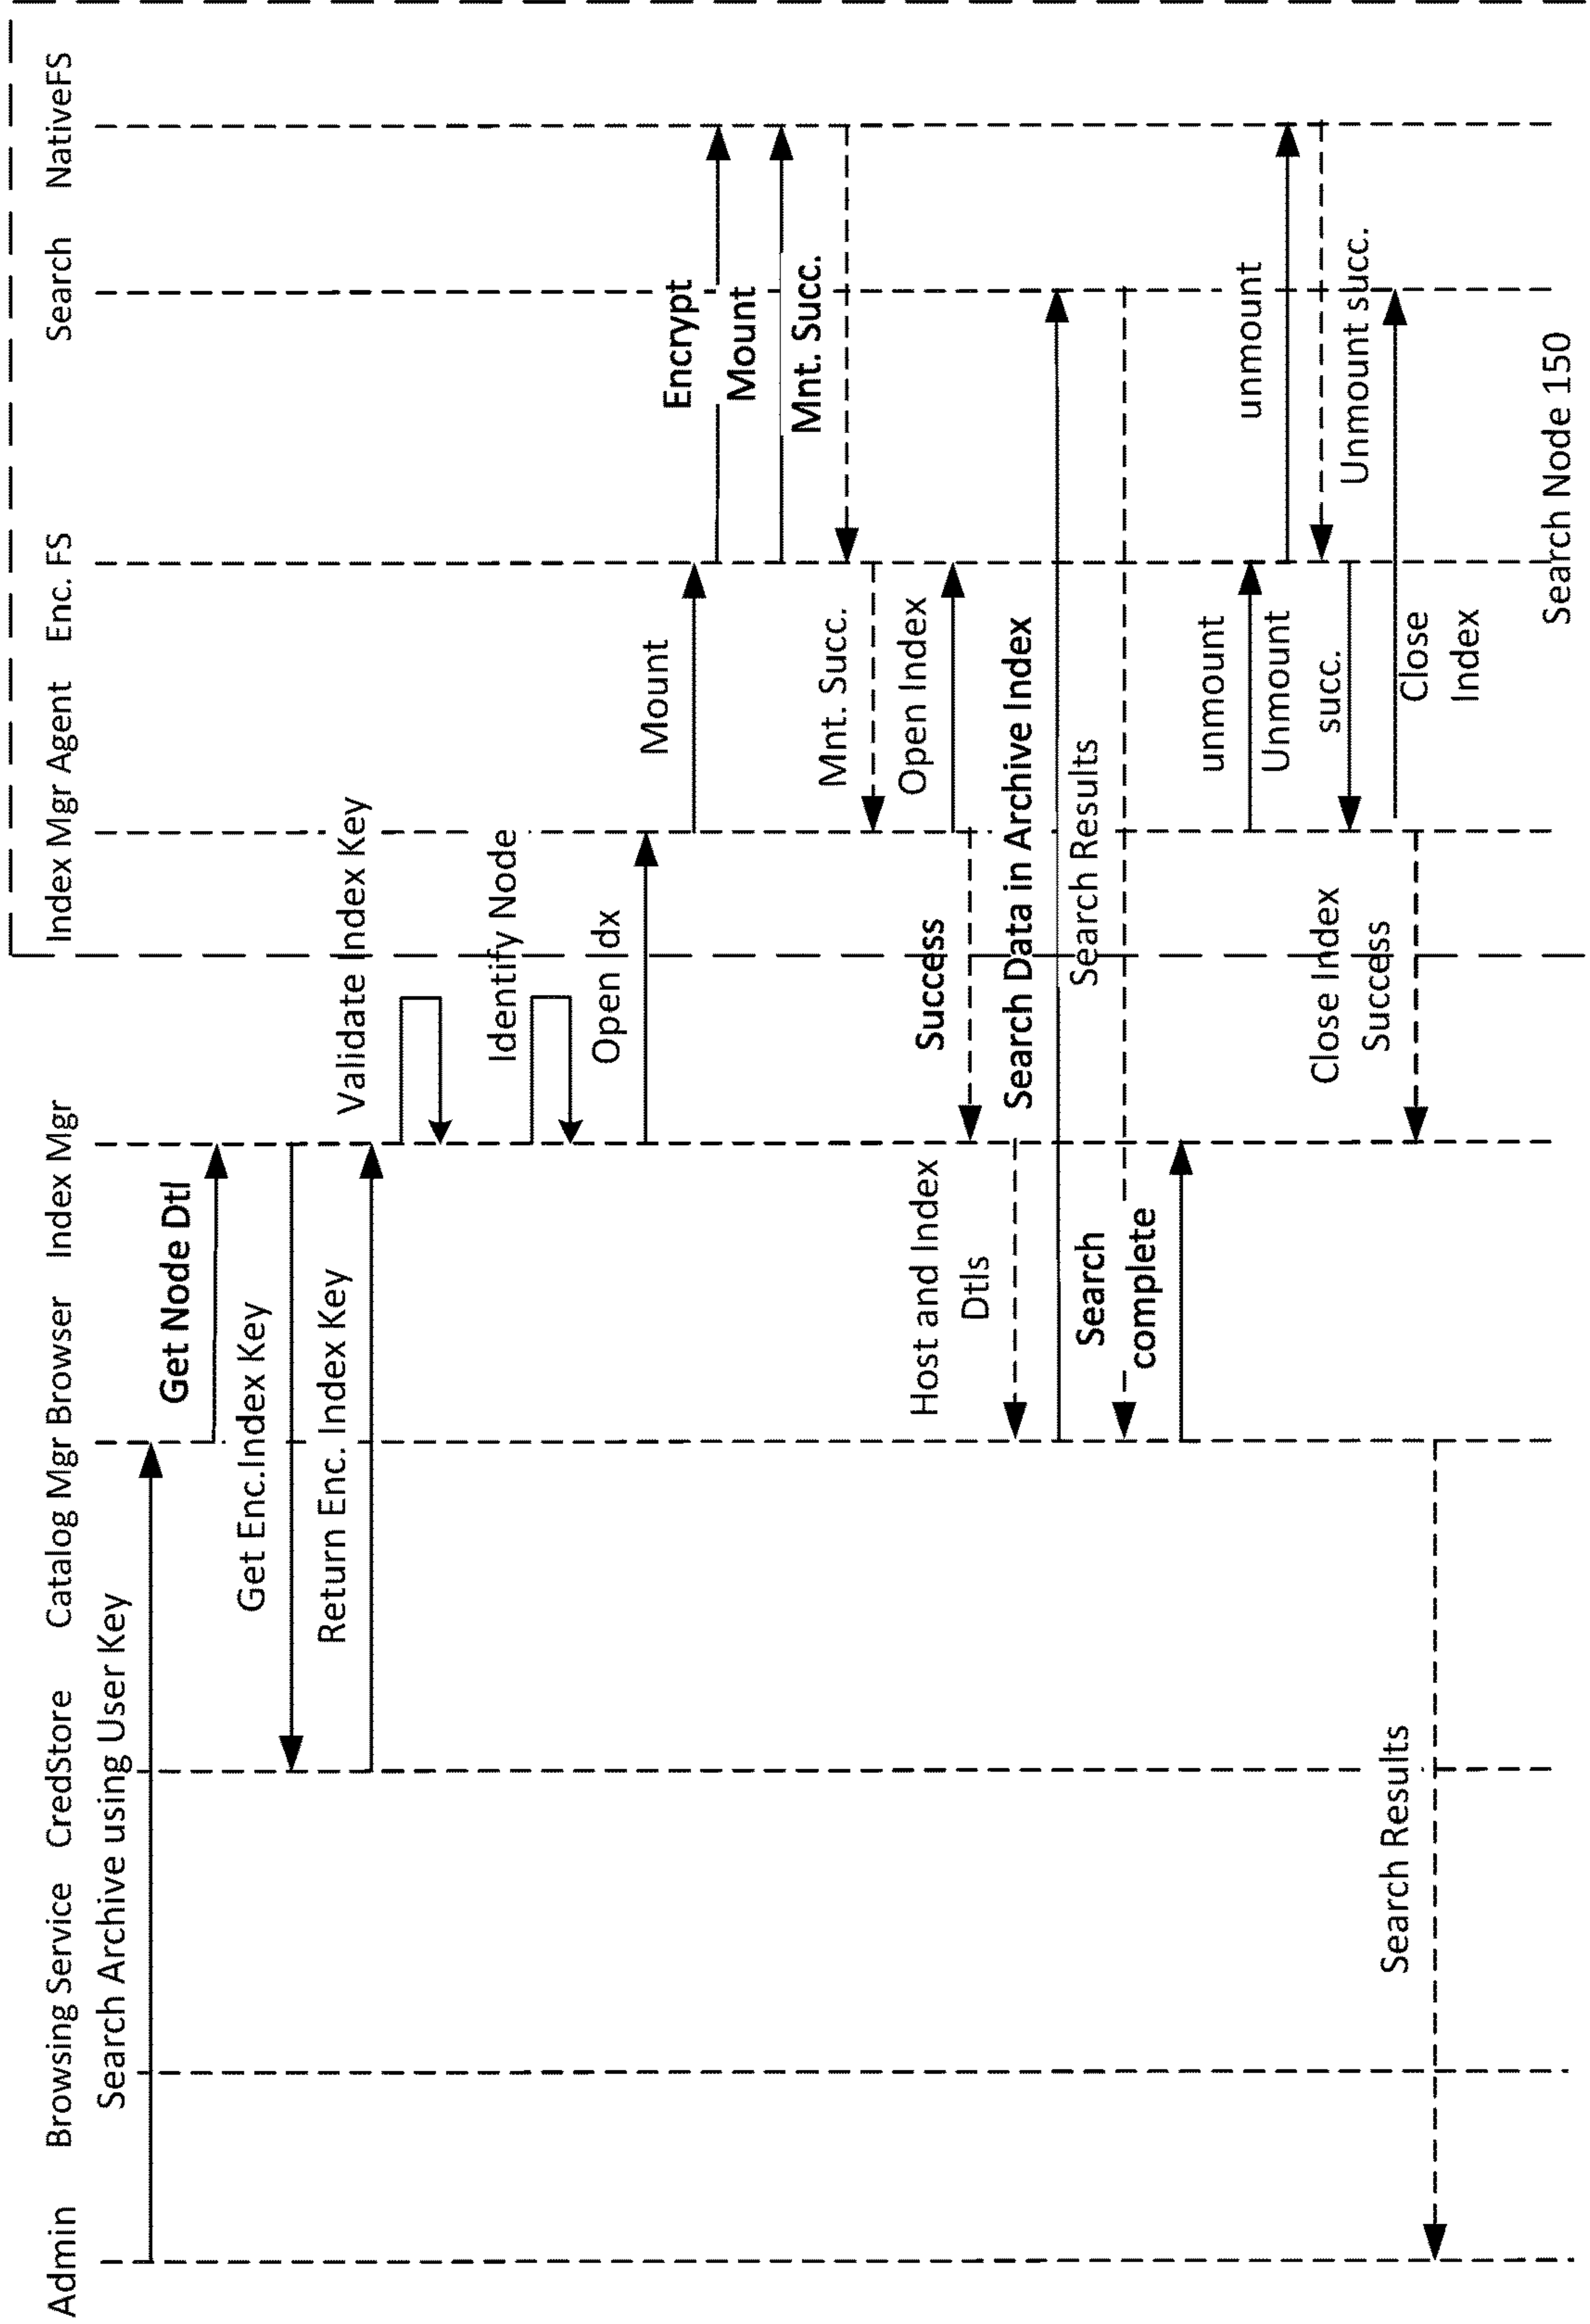 Admin Browsing Service CredStore Catalog Mgr Browser Index Mgr Index Mgr Agent Enc. FS Search NativeFS
Search Archive using User Key
Get Node Dtl
Get Enc.Index Key
Return Enc. Index Key
Validate Index Key
Identify Node
Open Idx
Mount
Encrypt
Mount
Mnt. Succ.
Mnt. Succ.
Open Index
Success
Host and Index
Dtls
Search Data in Archive Index
Search Results
Search
complete
unmount
unmount
Unmount succ.
Unmount
succ.
Close
Index
Close Index
Success
Search Results
Search Node 150